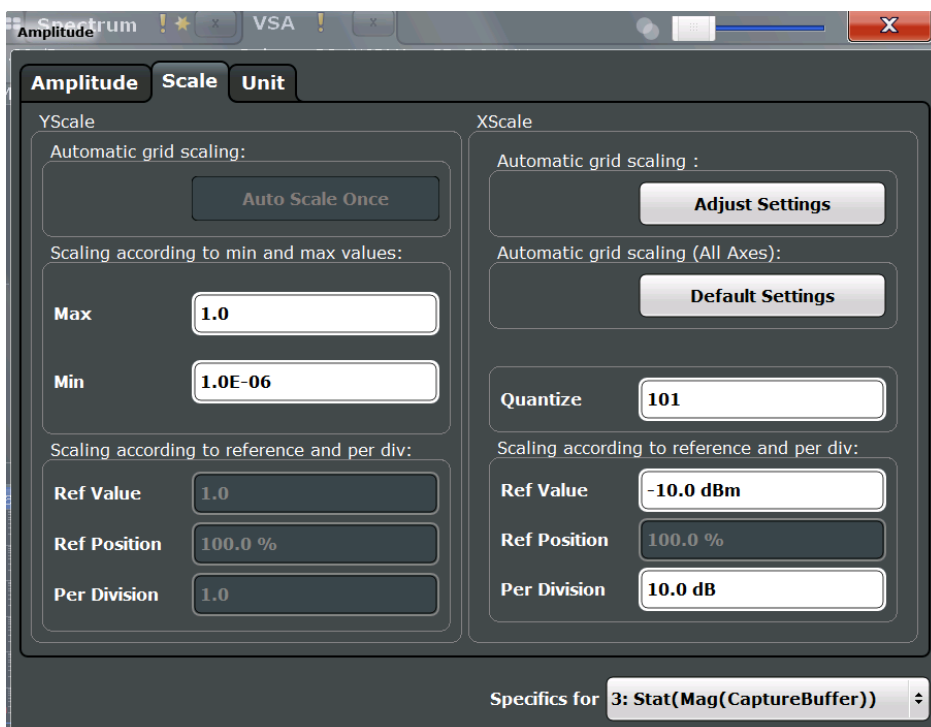 Spectrum ! x VSA ! x
Amplitude X
Amplitude Scale Unit
YScale
Automatic grid scaling:
Auto Scale Once
Scaling according to min and max values:
Max 1.0
Min 1.0E-06
Scaling according to reference and per div:
Ref Value 1.0
Ref Position 100.0 %
Per Division 1.0
XScale
Automatic grid scaling :
Adjust Settings
Automatic grid scaling (All Axes):
Default Settings
Quantize 101
Scaling according to reference and per div:
Ref Value -10.0 dBm
Ref Position 100.0 %
Per Division 10.0 dB
Specifics for 3: Stat(Mag(CaptureBuffer))